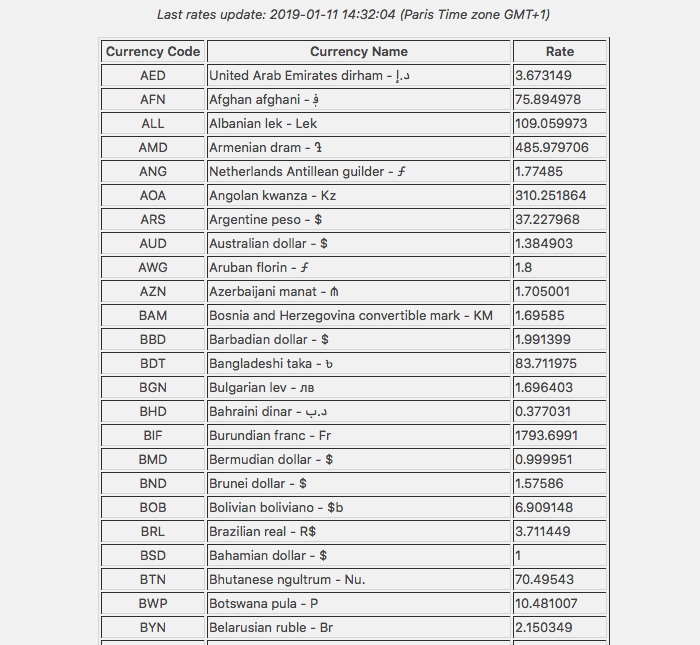 Last rates update: 2019-01-11 14:32:04 (Paris Time zone GMT+1)
Currency Code Currency Name Rate
AED United Arab Emirates dirham - د.إ 3.673149
AFN Afghan afghani - ؋ 75.894978
ALL Albanian lek - Lek 109.059973
AMD Armenian dram - ֏ 485.979706
ANG Netherlands Antillean guilder - ƒ 1.77485
AOA Angolan kwanza - Kz 310.251864
ARS Argentine peso - $ 37.227968
AUD Australian dollar - $ 1.384903
AWG Aruban florin - ƒ 1.8
AZN Azerbaijani manat - ₼ 1.705001
BAM Bosnia and Herzegovina convertible mark - KM 1.69585
BBD Barbadian dollar - $ 1.991399
BDT Bangladeshi taka - ৳ 83.711975
BGN Bulgarian lev - лв 1.696403
BHD Bahraini dinar - د.ب 0.377031
BIF Burundian franc - Fr 1793.6991
BMD Bermudian dollar - $ 0.999951
BND Brunei dollar - $ 1.57586
BOB Bolivian boliviano - $b 6.909148
BRL Brazilian real - R$ 3.711449
BSD Bahamian dollar - $ 1
BTN Bhutanese ngultrum - Nu. 70.49543
BWP Botswana pula - P 10.481007
BYN Belarusian ruble - Br 2.150349